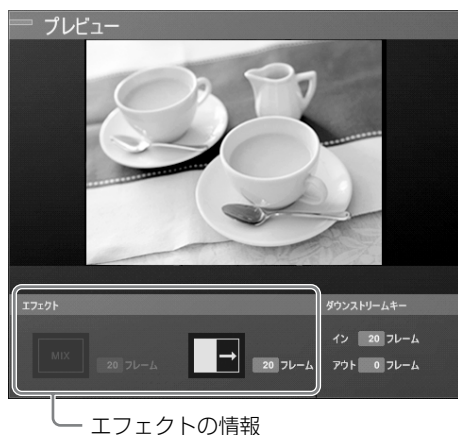 プレビュー
エフェクト
MIX
20 フレーム
20 フレーム
ダウンストリームキー
イン 20 フレーム
アウト 0 フレーム
エフェクトの情報